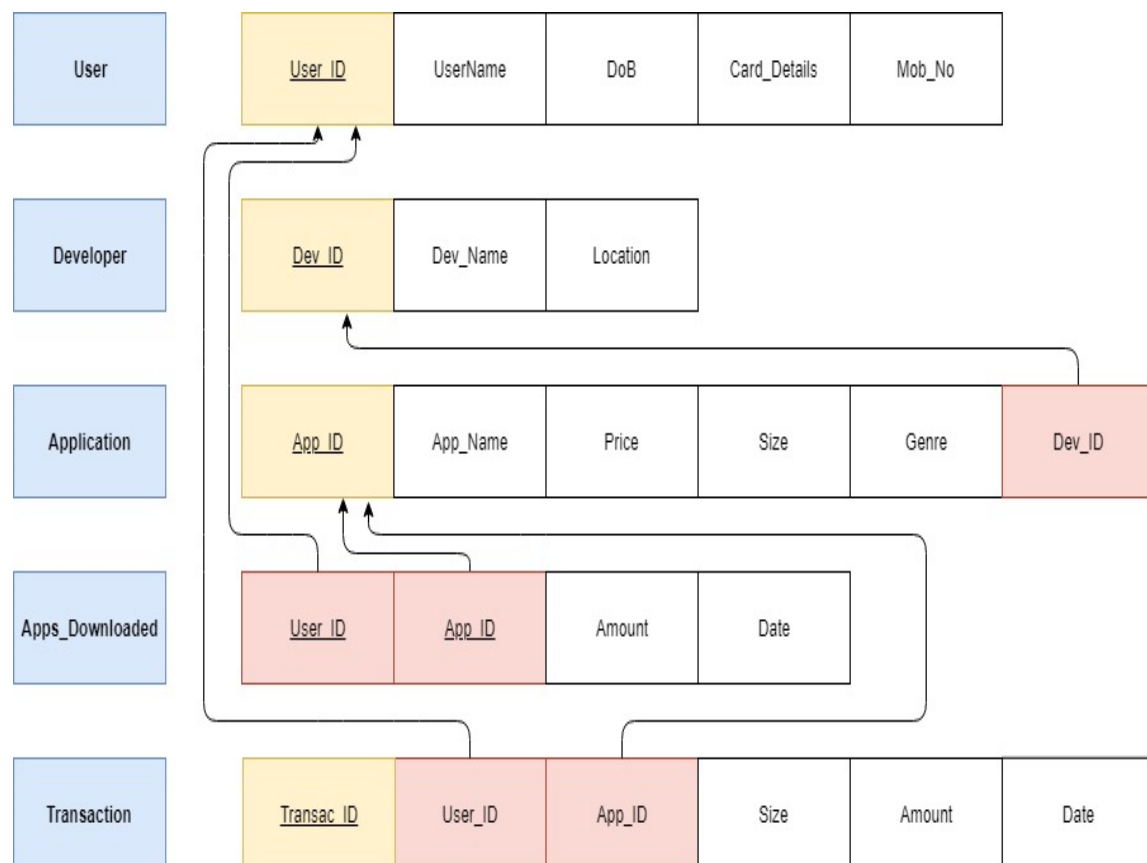 User
User_ID
UserName
DoB
Card_Details
Mob_No
Developer
Dev_ID
Dev_Name
Location
Application
App_ID
App_Name
Price
Size
Genre
Dev_ID
Apps_Downloaded
User_ID
App_ID
Amount
Date
Transaction
Transac_ID
User_ID
App_ID
Size
Amount
Date